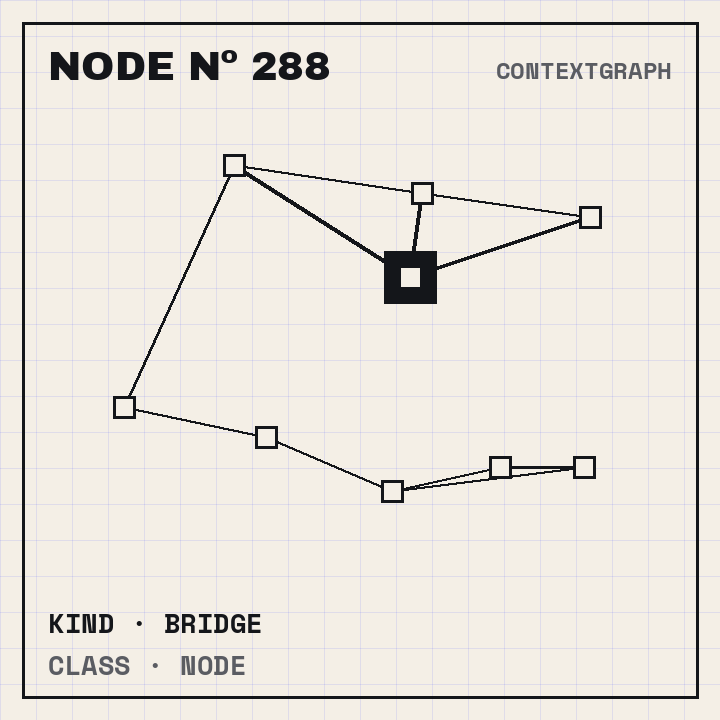 NODE Nº 288
CONTEXTGRAPH
KIND · BRIDGE
CLASS · NODE